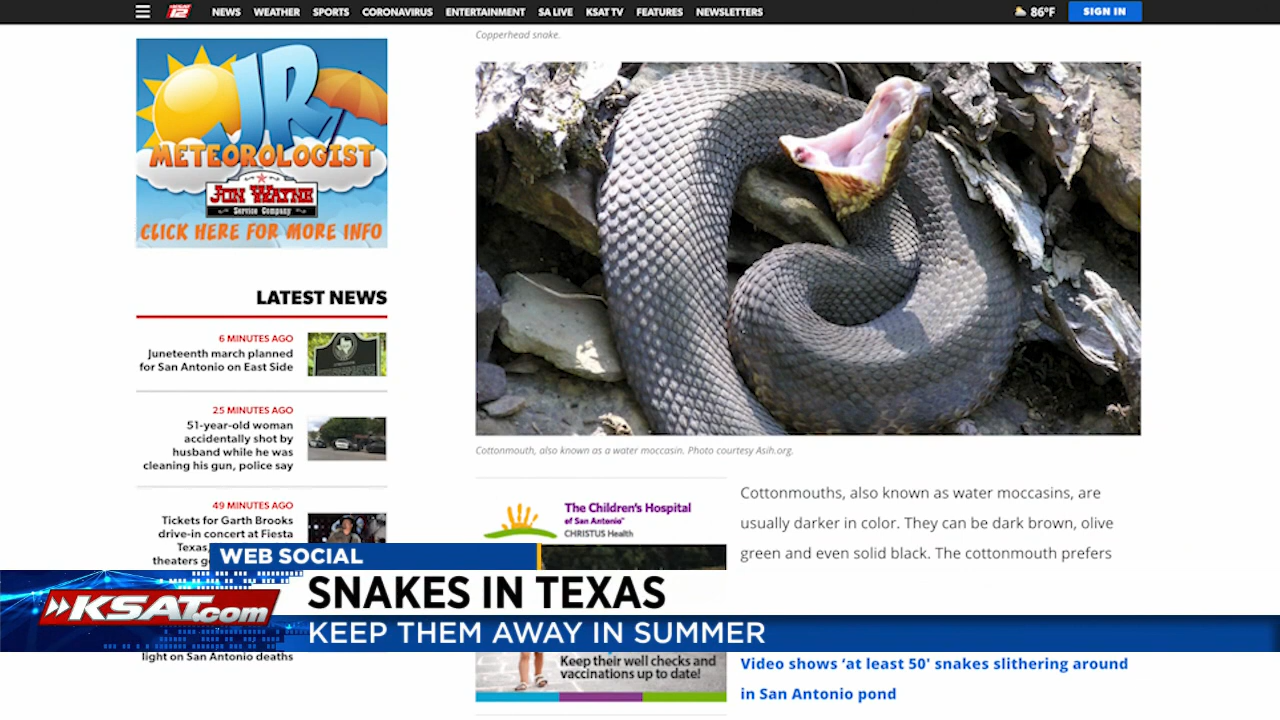 12
NEWS WEATHER SPORTS CORONAVIRUS ENTERTAINMENT SA LIVE KSAT TV FEATURES NEWSLETTERS
86°F
SIGN IN
JR
METEOROLOGIST
JON WAYNE
Service Company
CLICK HERE FOR MORE INFO
LATEST NEWS
6 MINUTES AGO
Juneteenth march planned
for San Antonio on East Side
25 MINUTES AGO
51-year-old woman
accidentally shot by
husband while he was
cleaning his gun, police say
49 MINUTES AGO
Tickets for Garth Brooks
drive-in concert at Fiesta
Texas,
theaters g
light on San Antonio deaths
Copperhead snake.
Cottonmouth, also known as a water moccasin. Photo courtesy Asih.org.
The Children's Hospital
of San Antonio™
CHRISTUS Health
Keep their well checks and
vaccinations up to date!
Cottonmouths, also known as water moccasins, are
usually darker in color. They can be dark brown, olive
green and even solid black. The cottonmouth prefers
Video shows ‘at least 50' snakes slithering around
in San Antonio pond
WEB SOCIAL
KSAT.com
SNAKES IN TEXAS
KEEP THEM AWAY IN SUMMER